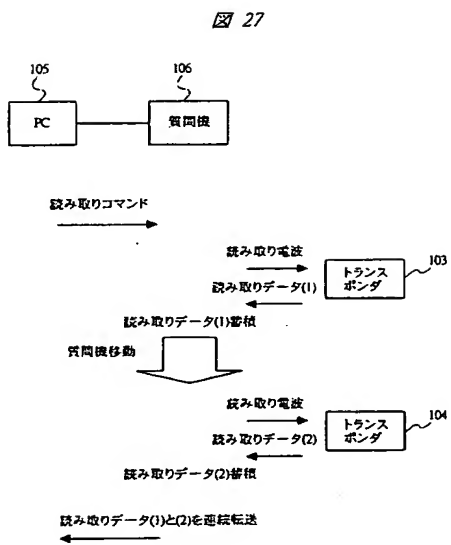 図 27
105
106
PC
質問機
読み取りコマンド
読み取り電波
読み取りデータ(1)
トランス
ポンダ
103
読み取りデータ(1)蓄積
質問機移動
読み取り電波
読み取りデータ(2)
トランス
ポンダ
104
読み取りデータ(2)蓄積
読み取りデータ(1)と(2)を連続転送